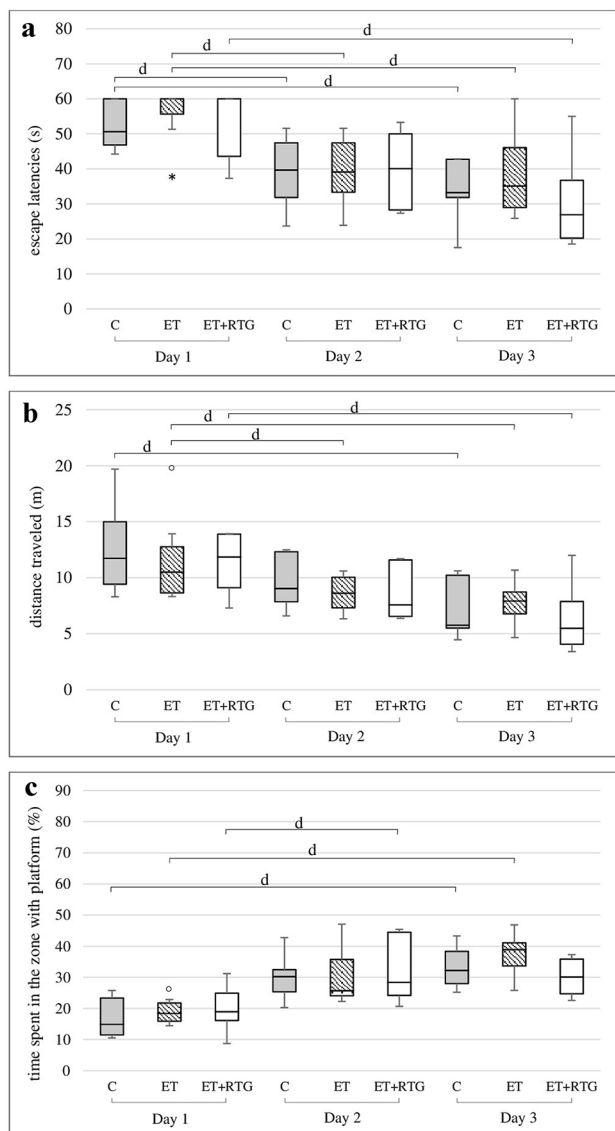 a
80
70
60
50
40
30
20
10
0
escape latencies (s)
d
d
d
d
d
d
*
C ET ET+RTG C ET ET+RTG C ET ET+RTG
Day 1 Day 2 Day 3
b
25
20
15
10
5
0
distance traveled (m)
d
d
d
d
C ET ET+RTG C ET ET+RTG C ET ET+RTG
Day 1 Day 2 Day 3
c
90
80
70
60
50
40
30
20
10
0
time spent in the zone with platform (%)
d
d
d
C ET ET+RTG C ET ET+RTG C ET ET+RTG
Day 1 Day 2 Day 3